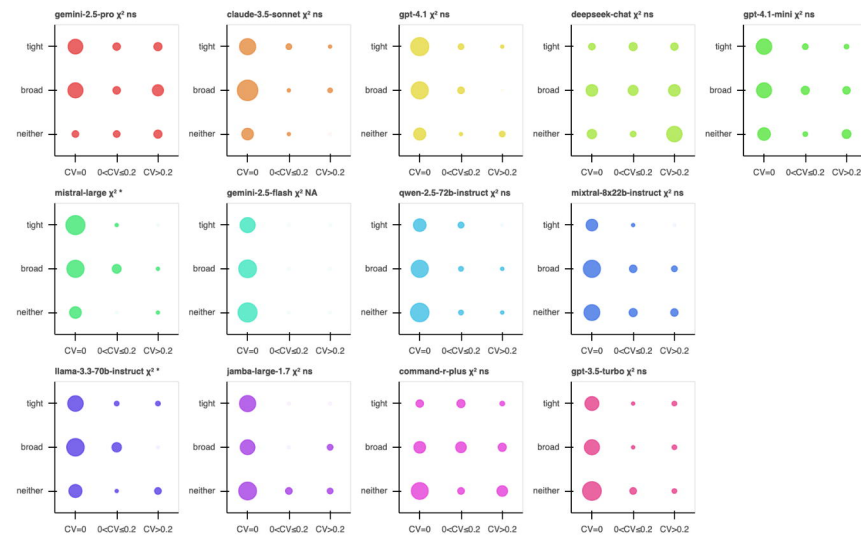 gemini-2.5-pro χ² ns
claude-3.5-sonnet χ² ns
gpt-4.1 χ² ns
deepseek-chat χ² ns
gpt-4.1-mini χ² ns
tight
broad
neither
CV=0 0<CV≤0.2 CV>0.2
tight
broad
neither
CV=0 0<CV≤0.2 CV>0.2
tight
broad
neither
CV=0 0<CV≤0.2 CV>0.2
tight
broad
neither
CV=0 0<CV≤0.2 CV>0.2
tight
broad
neither
CV=0 0<CV≤0.2 CV>0.2
mistral-large χ² *
gemini-2.5-flash χ² NA
qwen-2.5-72b-instruct χ² ns
mixtral-8x22b-instruct χ² ns
tight
broad
neither
CV=0 0<CV≤0.2 CV>0.2
tight
broad
neither
CV=0 0<CV≤0.2 CV>0.2
tight
broad
neither
CV=0 0<CV≤0.2 CV>0.2
tight
broad
neither
CV=0 0<CV≤0.2 CV>0.2
llama-3.3-70b-instruct χ² *
jamba-large-1.7 χ² ns
command-r-plus χ² ns
gpt-3.5-turbo χ² ns
tight
broad
neither
CV=0 0<CV≤0.2 CV>0.2
tight
broad
neither
CV=0 0<CV≤0.2 CV>0.2
tight
broad
neither
CV=0 0<CV≤0.2 CV>0.2
tight
broad
neither
CV=0 0<CV≤0.2 CV>0.2